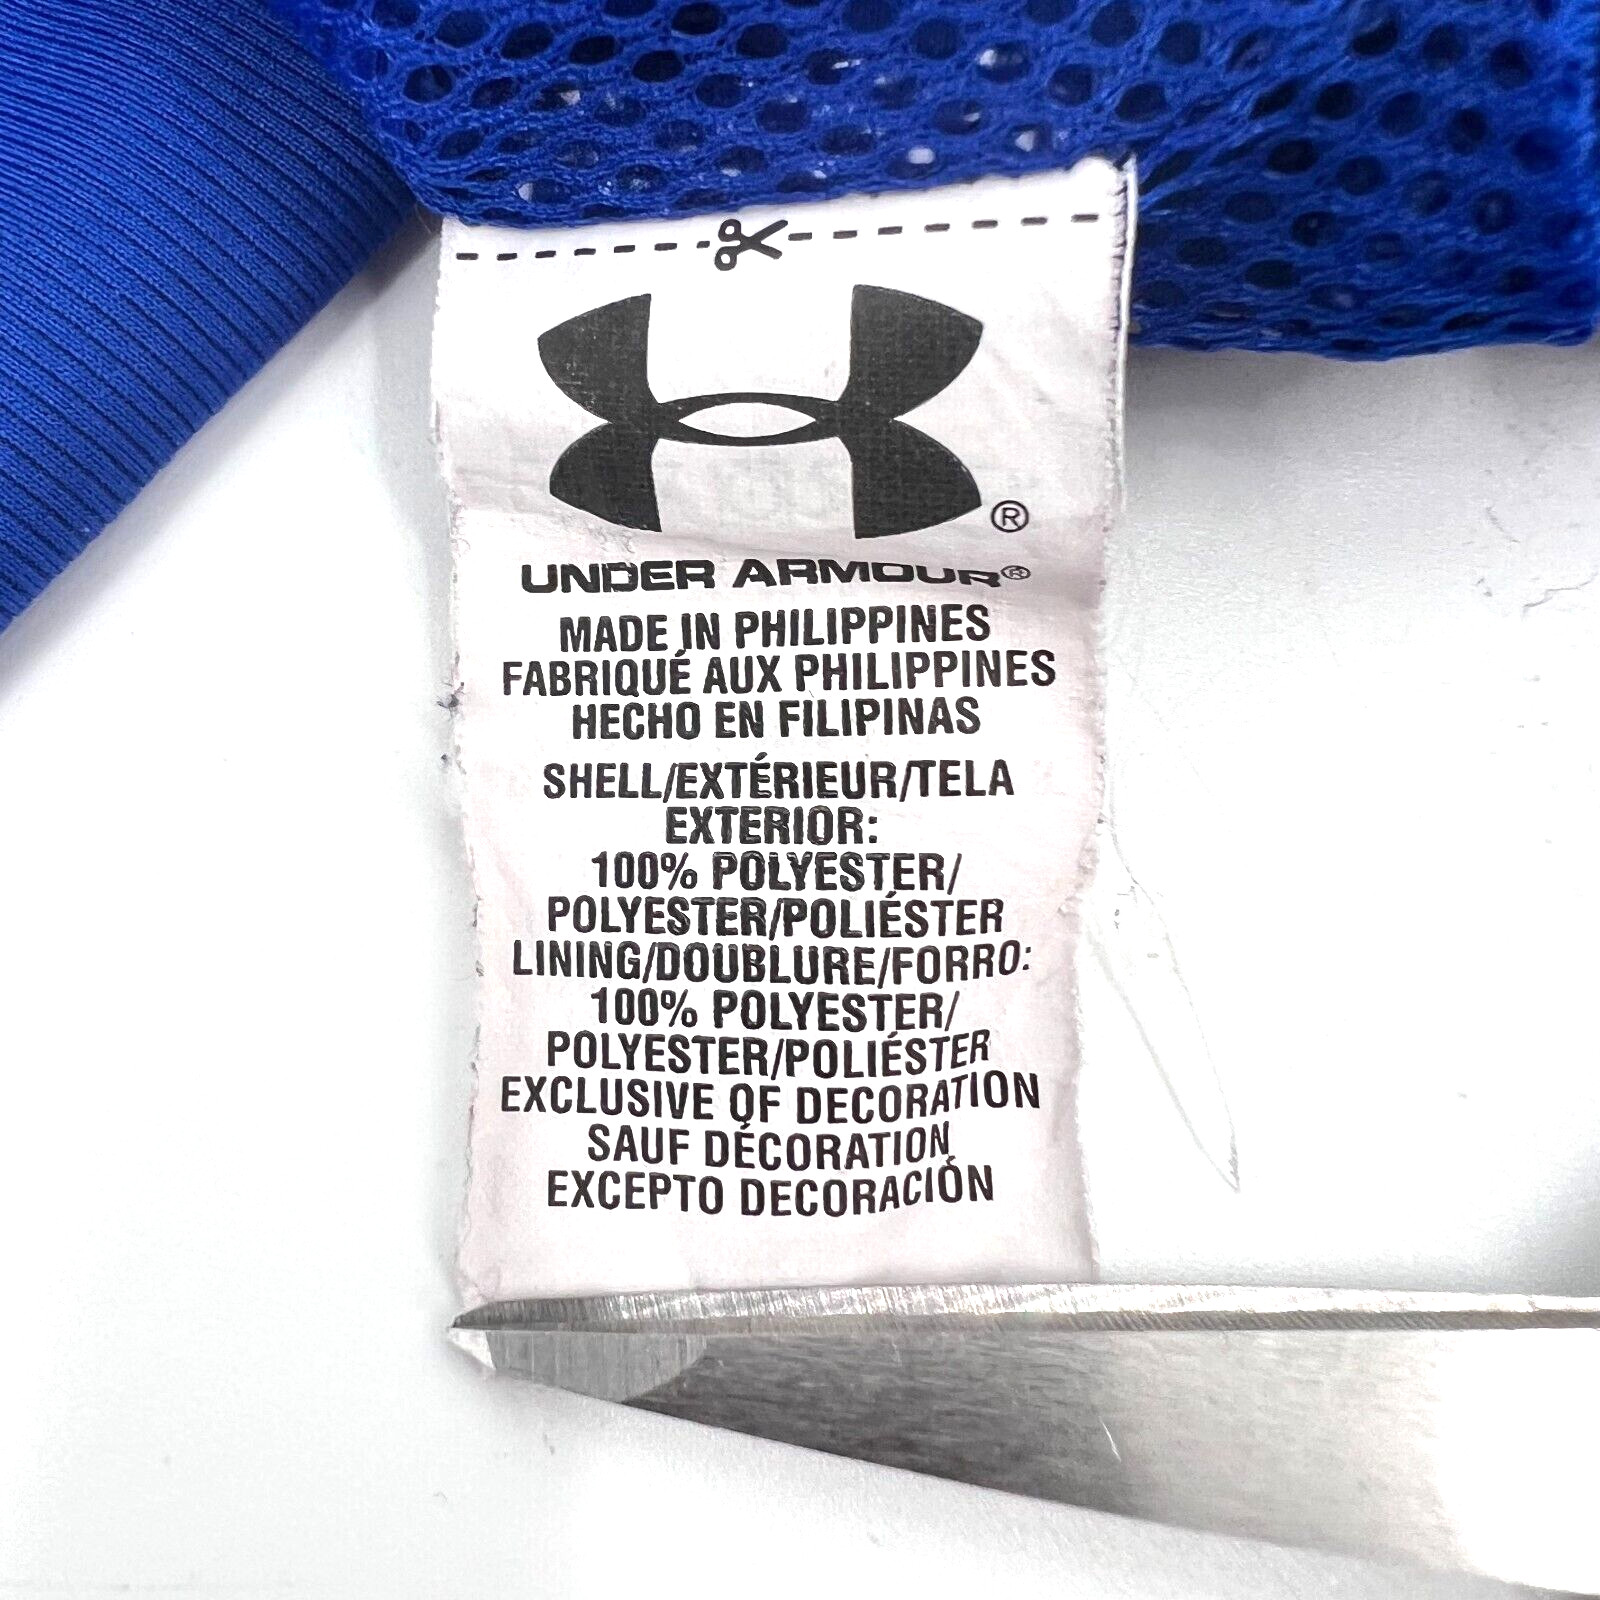 ®
UNDER ARMOUR®
MADE IN PHILIPPINES
FABRIQUÉ AUX PHILIPPINES
HECHO EN FILIPINAS
SHELL/EXTÉRIEUR/TELA
EXTERIOR:
100% POLYESTER/
POLYESTER/POLIÉSTER
LINING/DOUBLURE/FORRO:
100% POLYESTER/
POLYESTER/POLIÉSTER
EXCLUSIVE OF DECORATION
SAUF DÉCORATION
EXCEPTO DECORACIÓN